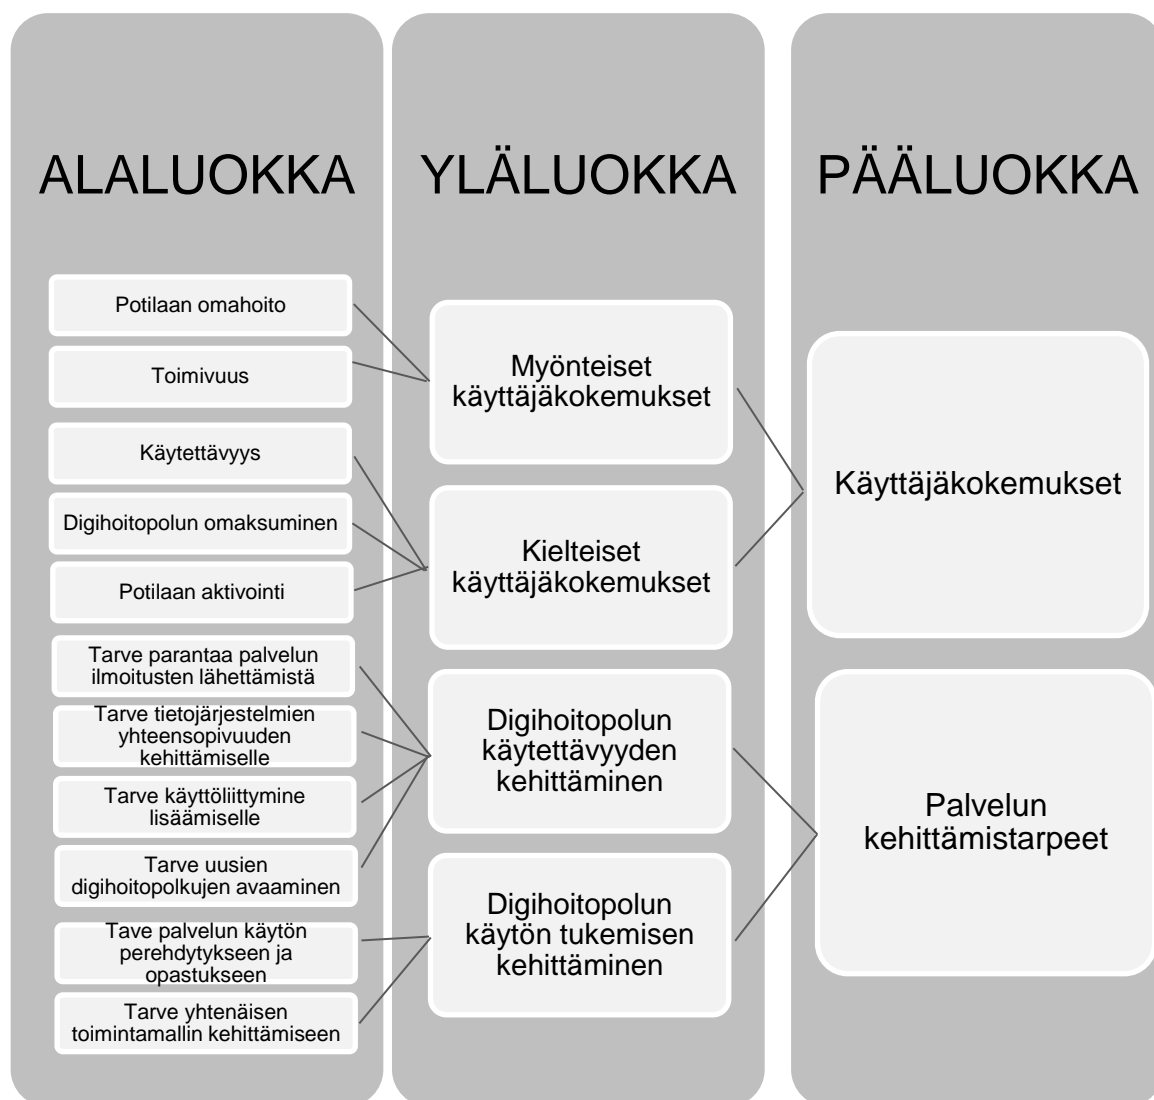 ALALUOKKA
Potilaan omahoito
Toimivuus
Käytettävyys
Digihoitopolun omaksuminen
Potilaan aktivointi
Tarve parantaa palvelun
ilmoitusten lähettämistä
Tarve tietojärjestelmien
yhteensopivuuden
kehittämiselle
Tarve käyttöliittymine
lisäämiselle
Tarve uusien
digihoitopolkujen avaaminen
Tave palvelun käytön
perehdytykseen ja
opastukseen
Tarve yhtenäisen
toimintamallin kehittämiseen
YLÄLUOKKA
Myönteiset
käyttäjäkokemukset
Kielteiset
käyttäjäkokemukset
Digihoitopolun
käytettävyyden
kehittäminen
Digihoitopolun
käytön tukemisen
kehittäminen
PÄÄLUOKKA
Käyttäjäkokemukset
Palvelun
kehittämistarpeet